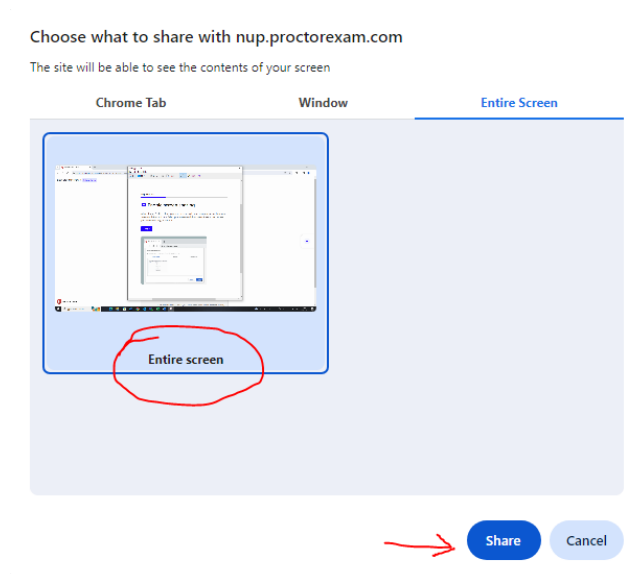 Choose what to share with nup.proctorexam.com
The site will be able to see the contents of your screen
Chrome Tab Window Entire Screen
Entire screen
Share Cancel